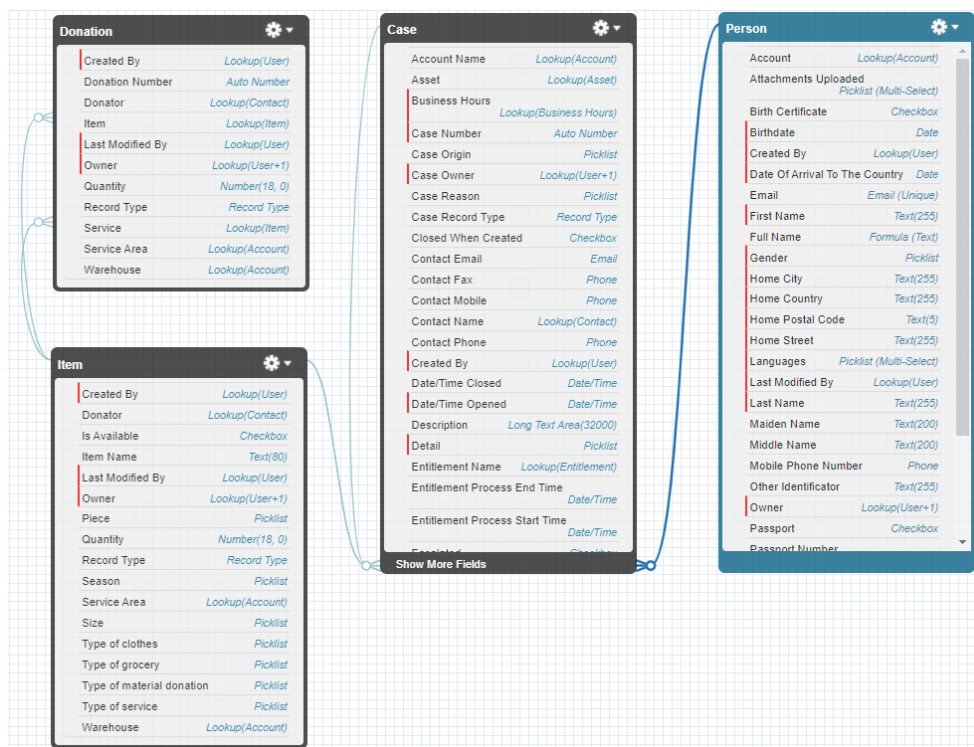 Donation
Created By Lookup(User)
Donation Number Auto Number
Donator Lookup(Contact)
Item Lookup(Item)
Last Modified By Lookup(User)
Owner Lookup(User+1)
Quantity Number(18, 0)
Record Type Record Type
Service Lookup(Item)
Service Area Lookup(Account)
Warehouse Lookup(Account)
Item
Created By Lookup(User)
Donator Lookup(Contact)
Is Available Checkbox
Item Name Text(80)
Last Modified By Lookup(User)
Owner Lookup(User+1)
Piece Picklist
Quantity Number(18, 0)
Record Type Record Type
Season Picklist
Service Area Lookup(Account)
Size Picklist
Type of clothes Picklist
Type of grocery Picklist
Type of material donation Picklist
Type of service Picklist
Warehouse Lookup(Account)
Case
Account Name Lookup(Account)
Asset Lookup(Asset)
Business Hours
Lookup(Business Hours)
Case Number Auto Number
Case Origin Picklist
Case Owner Lookup(User+1)
Case Reason Picklist
Case Record Type Record Type
Closed When Created Checkbox
Contact Email Email
Contact Fax Phone
Contact Mobile Phone
Contact Name Lookup(Contact)
Contact Phone Phone
Created By Lookup(User)
Date/Time Closed Date/Time
Date/Time Opened Date/Time
Description Long Text Area(32000)
Detail Picklist
Entitlement Name Lookup(Entitlement)
Entitlement Process End Time
Date/Time
Entitlement Process Start Time
Date/Time
Escalated Checkbox
Show More Fields
Person
Account Lookup(Account)
Attachments Uploaded
Picklist (Multi-Select)
Birth Certificate Checkbox
Birthdate Date
Created By Lookup(User)
Date Of Arrival To The Country Date
Email Email (Unique)
First Name Text(255)
Full Name Formula (Text)
Gender Picklist
Home City Text(255)
Home Country Text(255)
Home Postal Code Text(5)
Home Street Text(255)
Languages Picklist (Multi-Select)
Last Modified By Lookup(User)
Last Name Text(255)
Maiden Name Text(200)
Middle Name Text(200)
Mobile Phone Number Phone
Other Identificator Text(255)
Owner Lookup(User+1)
Passport Checkbox
Passport Number